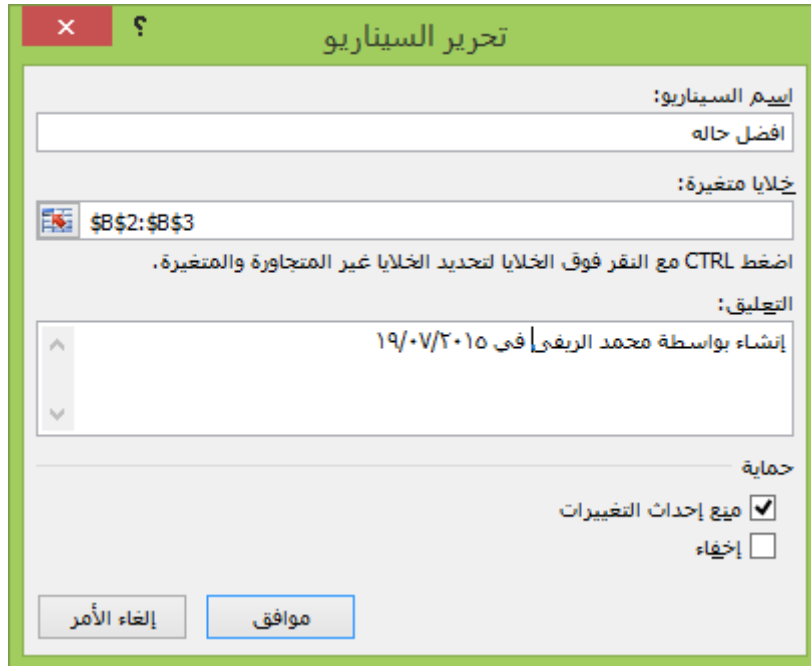 تحرير السيناريو
؟
اسم السيناريو:
افضل حاله
خلايا متغيرة:
$B$2:$B$3
اضغط CTRL مع النقر فوق الخلايا لتحديد الخلايا غير المتجاورة والمتغيرة.
التعليق:
إنشاء بواسطة محمد الريفى في ١٩/٠٧/٢٠١٥
حماية
منع إحداث التغييرات
إخفاء
موافق
إلغاء الأمر